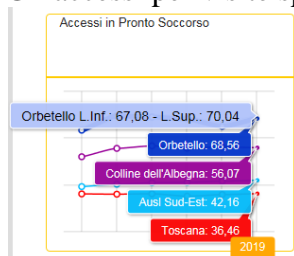 Accessi in Pronto Soccorso
Orbetello L.Inf.: 67,08 - L.Sup.: 70,04
Orbetello: 68,56
Colline dell'Albegna: 56,07
Ausl Sud-Est: 42,16
Toscana: 36,46
2019